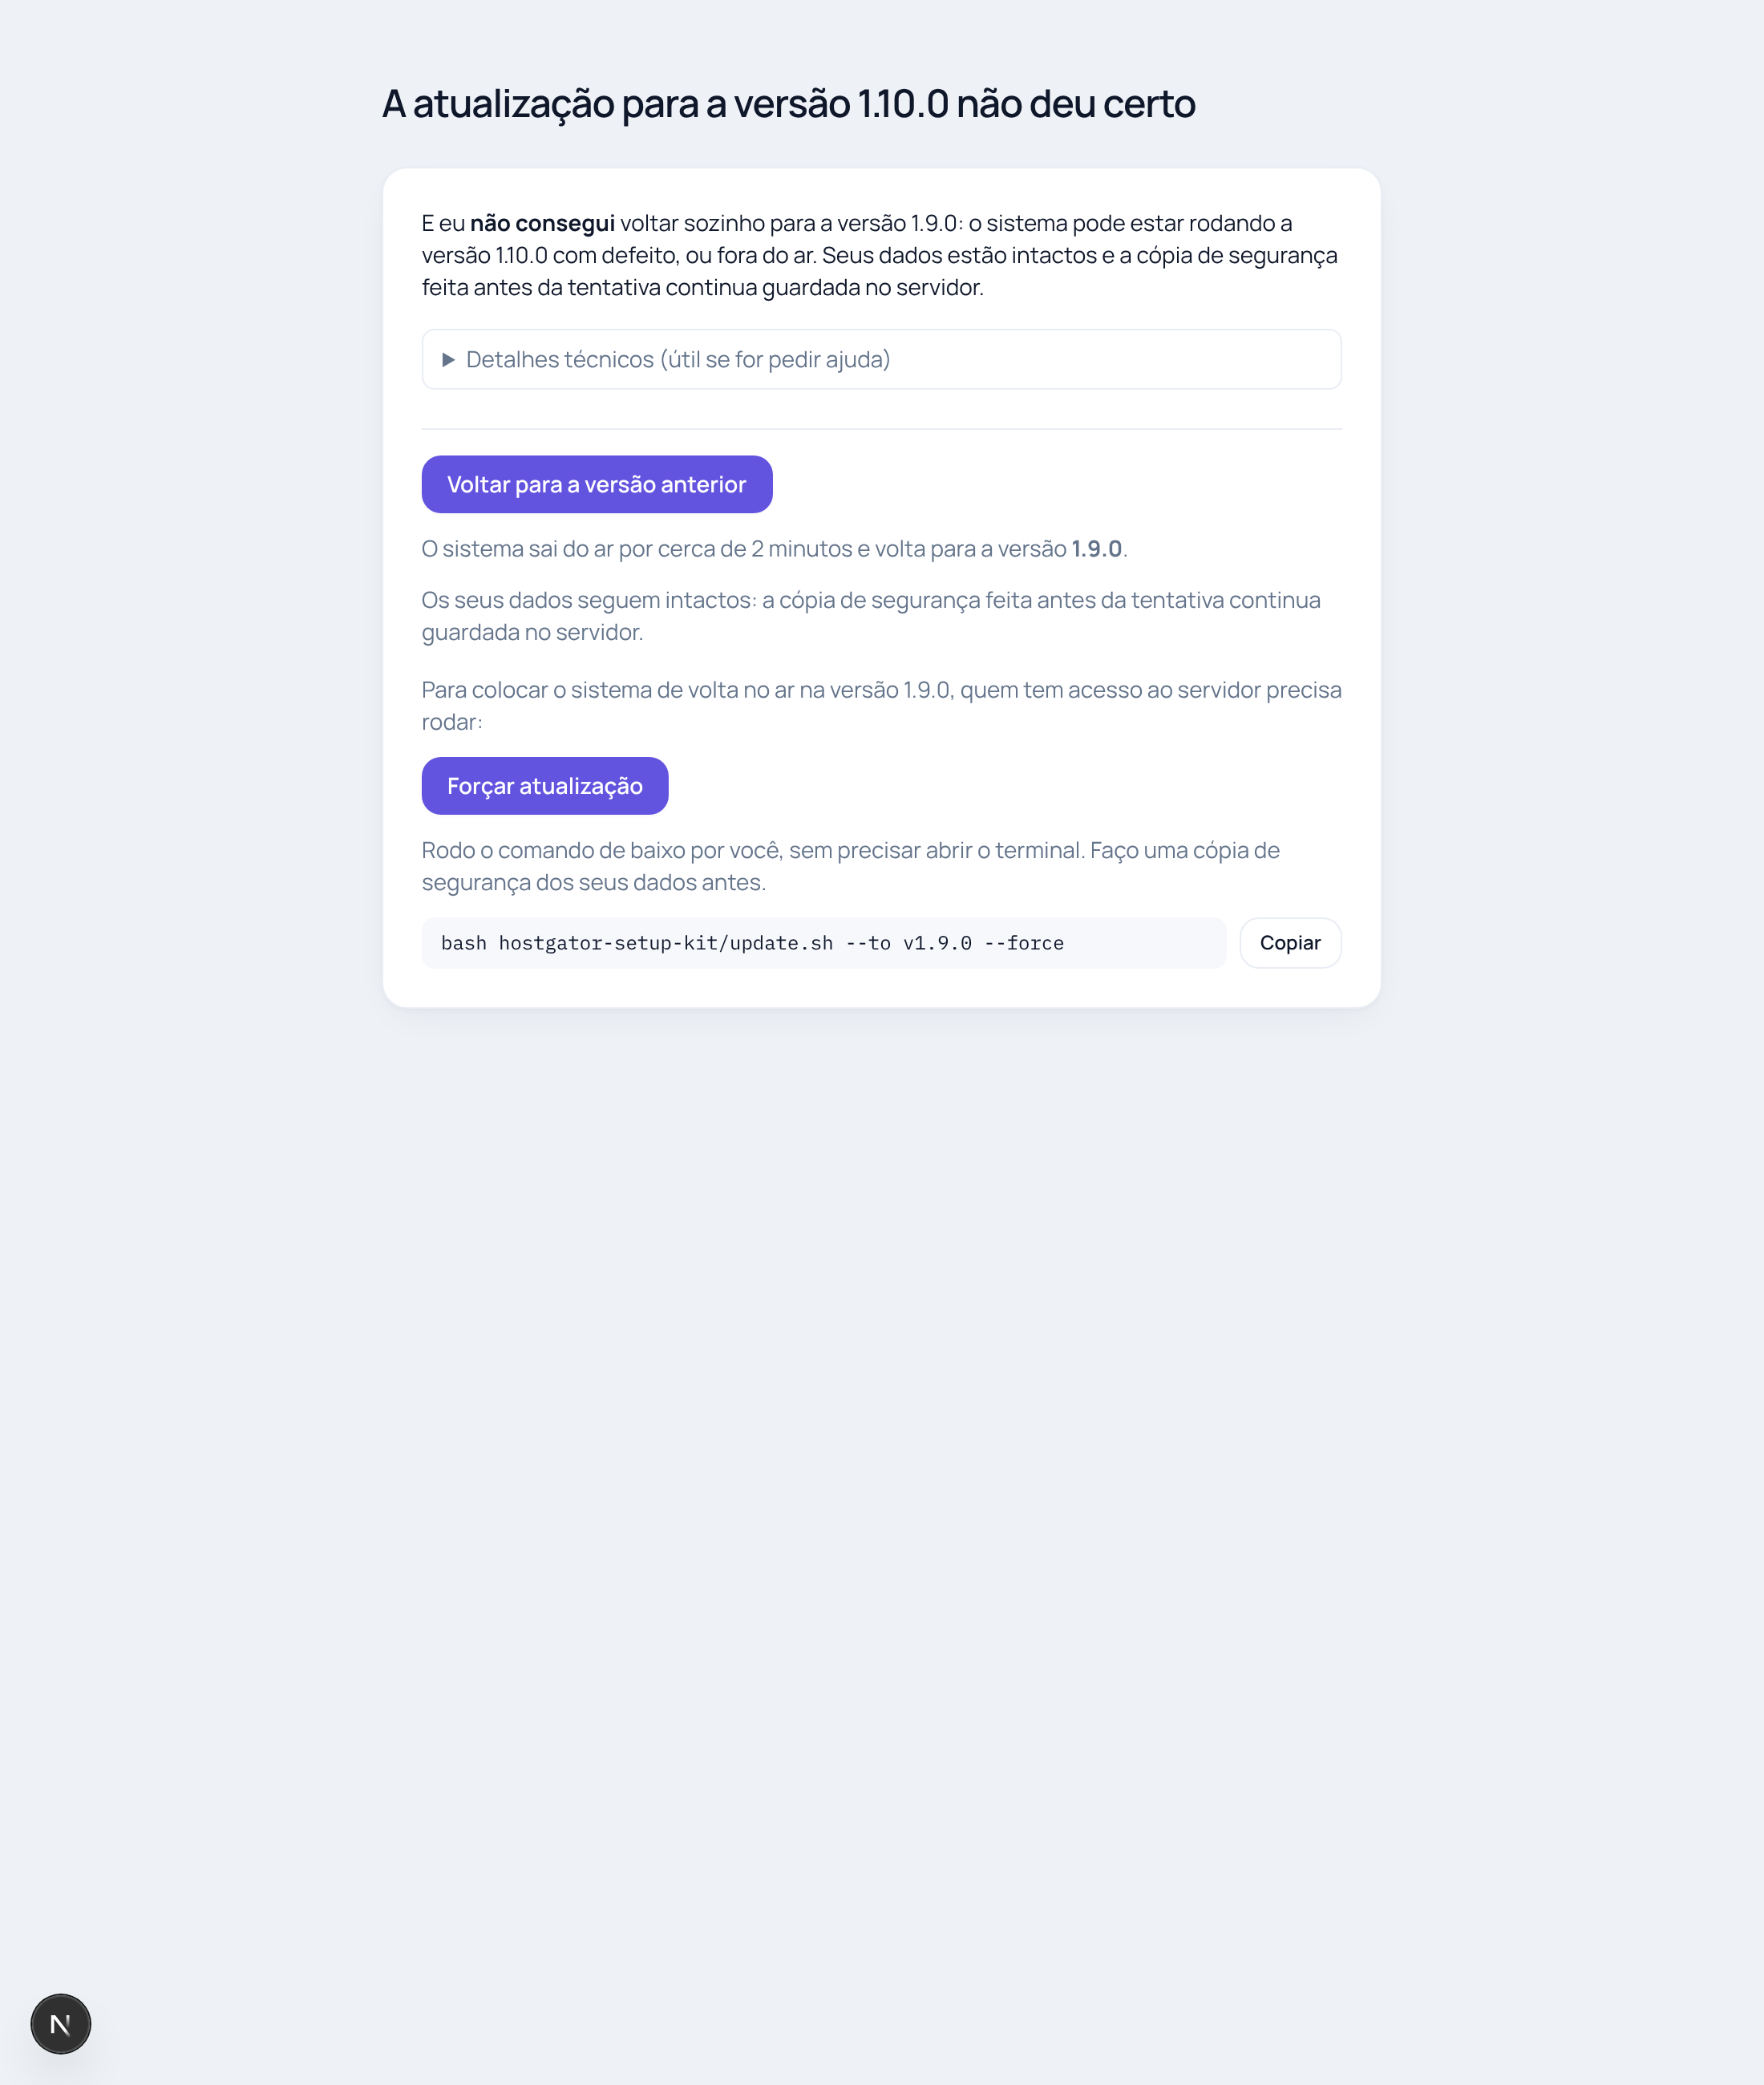 A atualização para a versão 1.10.0 não deu certo
E eu não consegui voltar sozinho para a versão 1.9.0: o sistema pode estar rodando a
versão 1.10.0 com defeito, ou fora do ar. Seus dados estão intactos e a cópia de segurança
feita antes da tentativa continua guardada no servidor.
Detalhes técnicos (útil se for pedir ajuda)
Voltar para a versão anterior
O sistema sai do ar por cerca de 2 minutos e volta para a versão 1.9.0.
Os seus dados seguem intactos: a cópia de segurança feita antes da tentativa continua
guardada no servidor.
Para colocar o sistema de volta no ar na versão 1.9.0, quem tem acesso ao servidor precisa
rodar:
Forçar atualização
Rodo o comando de baixo por você, sem precisar abrir o terminal. Faço uma cópia de
segurança dos seus dados antes.
bash hostgator-setup-kit/update.sh --to v1.9.0 --force
Copiar
N